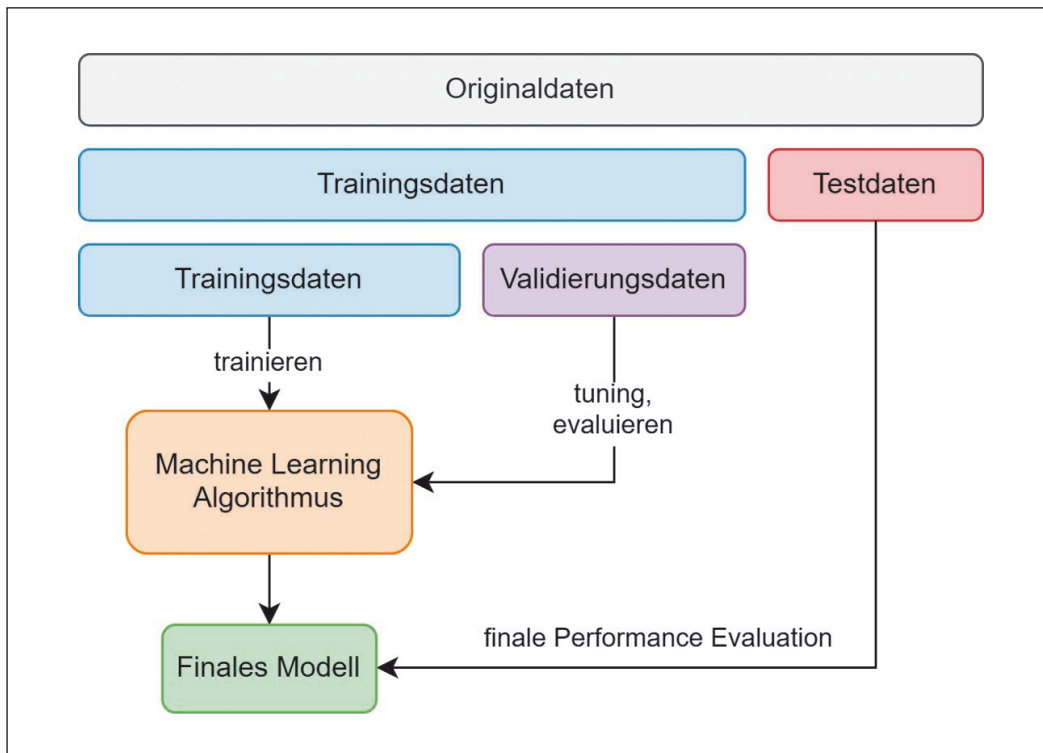 Originaldaten
Trainingsdaten
Testdaten
Trainingsdaten
Validierungsdaten
trainieren
tuning,
evaluieren
Machine Learning
Algorithmus
finale Performance Evaluation
Finales Modell